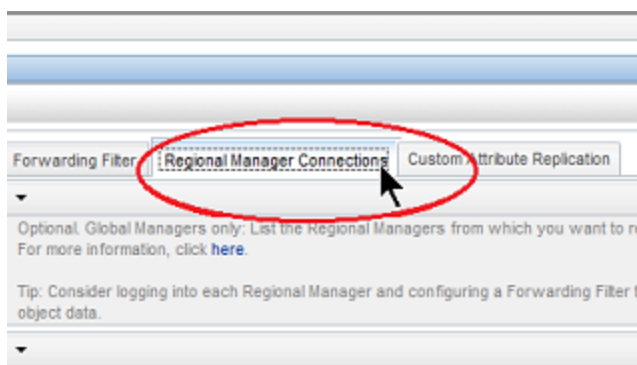 Forwarding Filter Regional Manager Connections Custom Attribute Replication
Optional. Global Managers only: List the Regional Managers from which you want to
For more information, click here.
Tip: Consider logging into each Regional Manager and configuring a Forwarding Filter
object data.